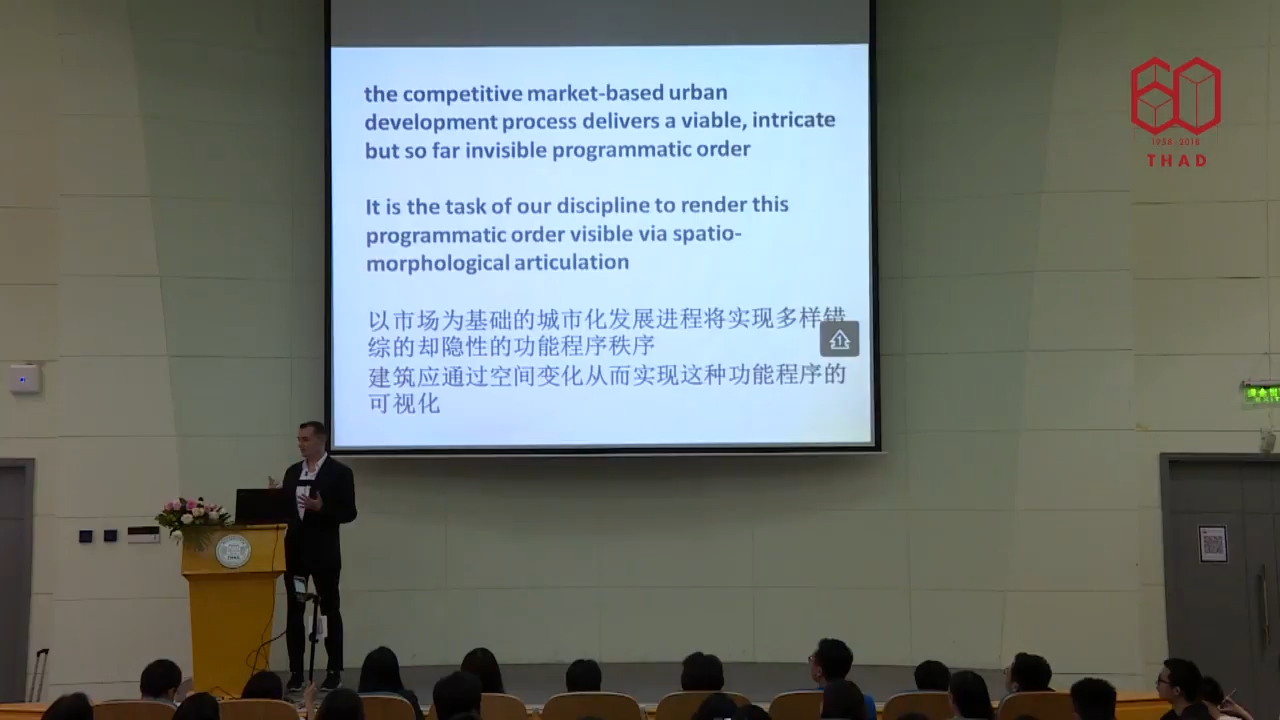 the competitive market-based urban
development process delivers a viable, intricate
but so far invisible programmatic order
It is the task of our discipline to render this
programmatic order visible via spatio-
morphological articulation
以市场为基础的城市化发展进程将实现多样错
综的却隐性的功能程序秩序
建筑应通过空间变化从而实现这种功能程序的
可视化
60
1958 2018
THAD